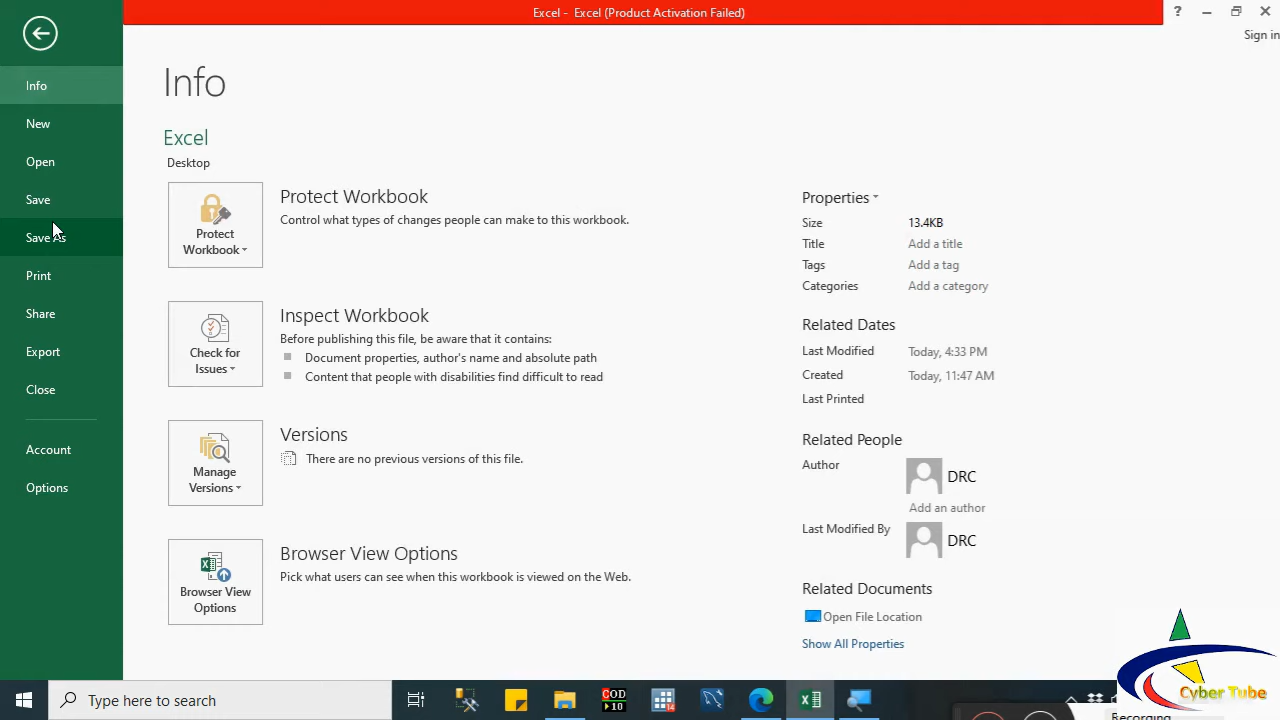 Excel -  Excel (Product Activation Failed)
?
Sign in
Info
New
Open
Save
Save As
Print
Share
Export
Close
Account
Options
Info
Excel
Desktop
Protect Workbook
Protect Workbook
Control what types of changes people can make to this workbook.
Check for Issues
Inspect Workbook
Before publishing this file, be aware that it contains:
Document properties, author's name and absolute path
Content that people with disabilities find difficult to read
Manage Versions
Versions
There are no previous versions of this file.
Browser View Options
Browser View Options
Pick what users can see when this workbook is viewed on the Web.
Properties
Size 13.4KB
Title Add a title
Tags Add a tag
Categories Add a category
Related Dates
Last Modified Today, 4:33 PM
Created Today, 11:47 AM
Last Printed
Related People
Author DRC
Add an author
Last Modified By DRC
Related Documents
Open File Location
Show All Properties
Type here to search
COD
10
Cyber Tube
Recording